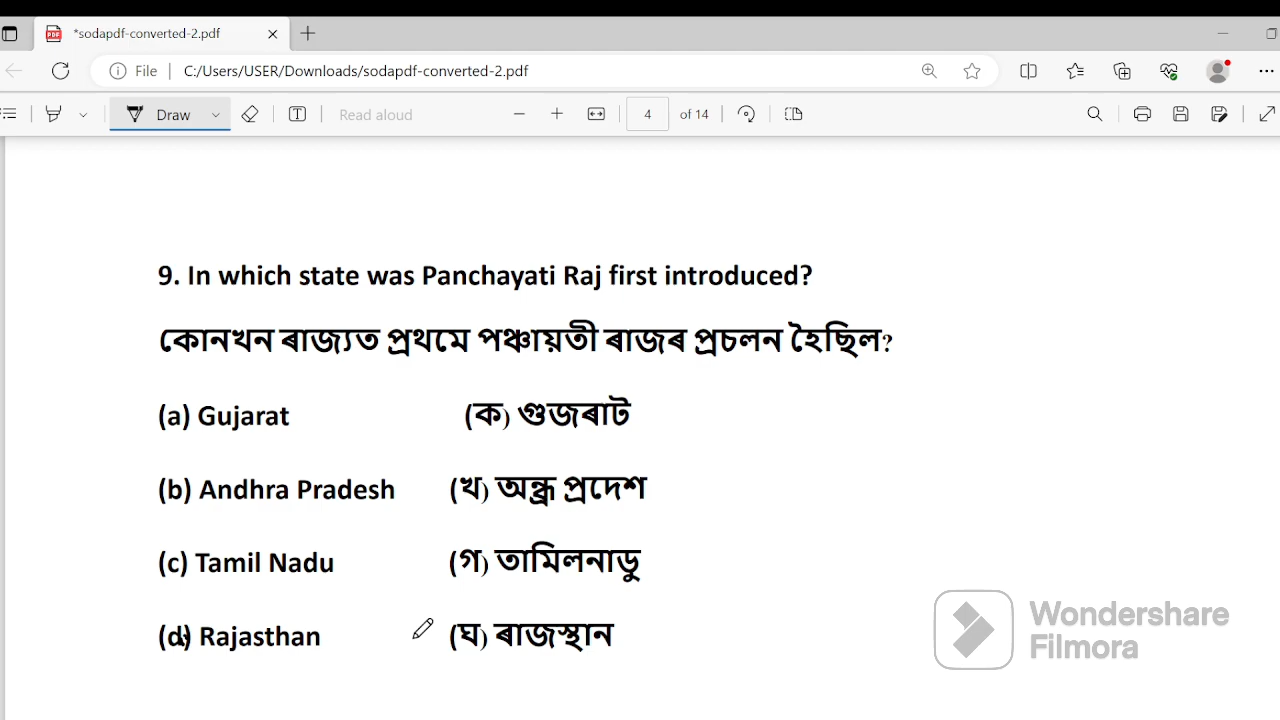 *sodapdf-converted-2.pdf
File C:/Users/USER/Downloads/sodapdf-converted-2.pdf
Draw Read aloud 4 of 14
9. In which state was Panchayati Raj first introduced?
কোনখন ৰাজ্যত প্ৰথমে পঞ্চায়তী ৰাজৰ প্ৰচলন হৈছিল?
(a) Gujarat (ক) গুজৰাট
(b) Andhra Pradesh (খ) অন্ধ্ৰ প্ৰদেশ
(c) Tamil Nadu (গ) তামিলনাডু
(d) Rajasthan (ঘ) ৰাজস্থান
Wondershare
Filmora